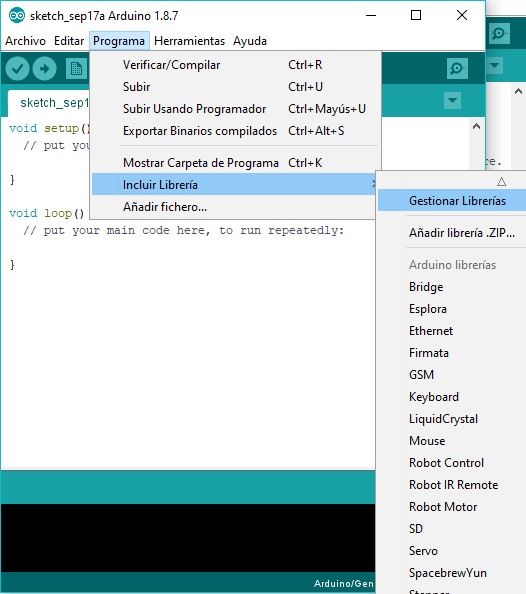 sketch_sep17a Arduino 1.8.7
Archivo Editar Programa Herramientas Ayuda
Verificar/Compilar Ctrl+R
Subir Ctrl+U
Subir Usando Programador Ctrl+Mayús+U
Exportar Binarios compilados Ctrl+Alt+S
Mostrar Carpeta de Programa Ctrl+K
Incluir Librería
Añadir fichero...
sketch_sep1
void setup()
// put you
}
void loop()
// put your main code here, to run repeatedly:
}
ce.
Gestionar Librerías
Añadir librería .ZIP...
Arduino librerías
Bridge
Esplora
Ethernet
Firmata
GSM
Keyboard
LiquidCrystal
Mouse
Robot Control
Robot IR Remote
Robot Motor
SD
Servo
SpacebrewYun
Arduino/Gen